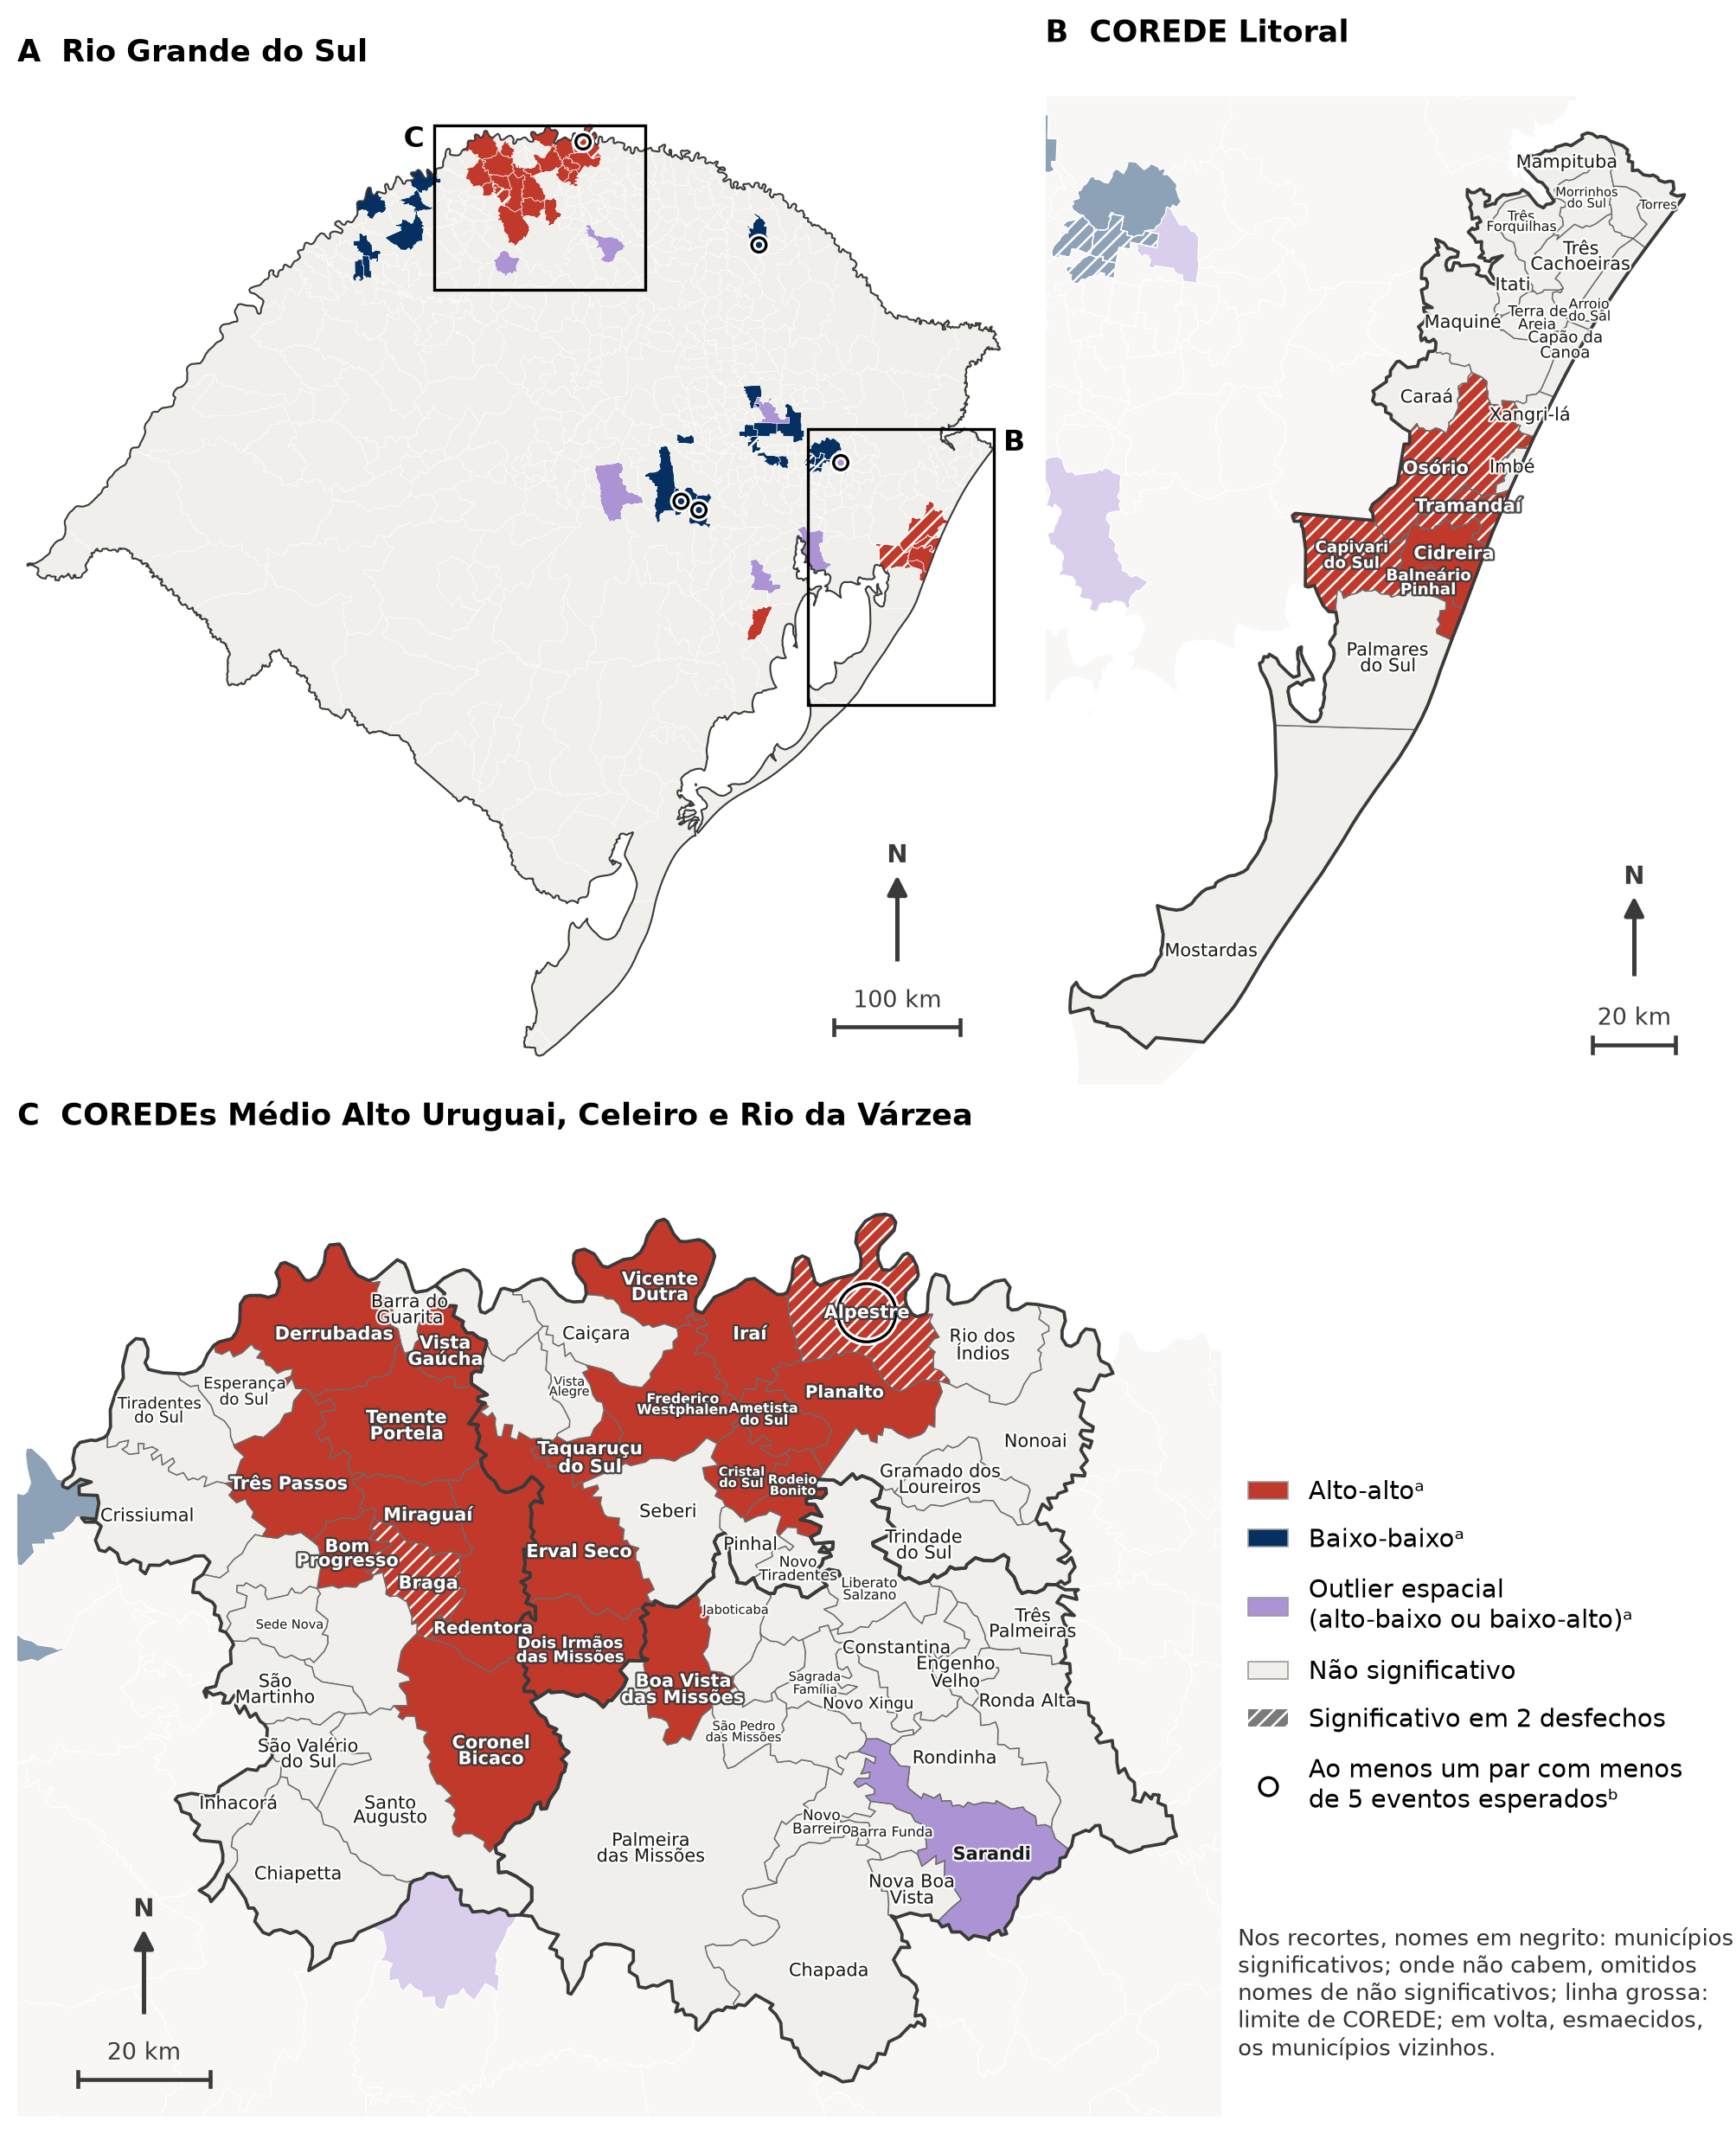 A Rio Grande do Sul
C
B
N
100 km
B COREDE Litoral
Mampituba
Morrinhos
do Sul
Torres
Três
Forquilhas
Três
Cachoeiras
Itati
Arroio
do Sal
Terra de
Areia
Maquiné
Capão da
Canoa
Caraá
Xangri-lá
Osório
Imbé
Tramandaí
Capivari
do Sul
Cidreira
Balneário
Pinhal
Palmares
do Sul
Mostardas
N
20 km
C COREDEs Médio Alto Uruguai, Celeiro e Rio da Várzea
Vicente
Dutra
Barra do
Guarita
Alpestre
Derrubadas
Vista
Gaúcha
Caiçara
Iraí
Rio dos
Índios
Esperança
do Sul
Vista
Alegre
Planalto
Tiradentes
do Sul
Frederico
Westphalen
Ametista
do Sul
Tenente
Portela
Nonoai
Taquaruçu
do Sul
Três Passos
Cristal
do Sul
Rodeio
Bonito
Gramado dos
Loureiros
Crissiumal
Miraguaí
Seberi
Trindade
do Sul
Bom
Progresso
Erval Seco
Pinhal
Novo
Tiradentes
Braga
Liberato
Salzano
Jaboticaba
Sede Nova
Redentora
Três
Palmeiras
Dois Irmãos
das Missões
Constantina
Engenho
Velho
São
Martinho
Boa Vista
das Missões
Sagrada
Família
Novo Xingu
Ronda Alta
São Pedro
das Missões
São Valério
do Sul
Coronel
Bicaco
Rondinha
Inhacorá
Santo
Augusto
Novo
Barreiro
Barra Funda
Palmeira
das Missões
Sarandi
Chiapetta
Nova Boa
Vista
Chapada
N
20 km
Alto-altoᵃ
Baixo-baixoᵃ
Outlier espacial
(alto-baixo ou baixo-alto)ᵃ
Não significativo
Significativo em 2 desfechos
Ao menos um par com menos
de 5 eventos esperadosᵇ
Nos recortes, nomes em negrito: municípios
significativos; onde não cabem, omitidos
nomes de não significativos; linha grossa:
limite de COREDE; em volta, esmaecidos,
os municípios vizinhos.